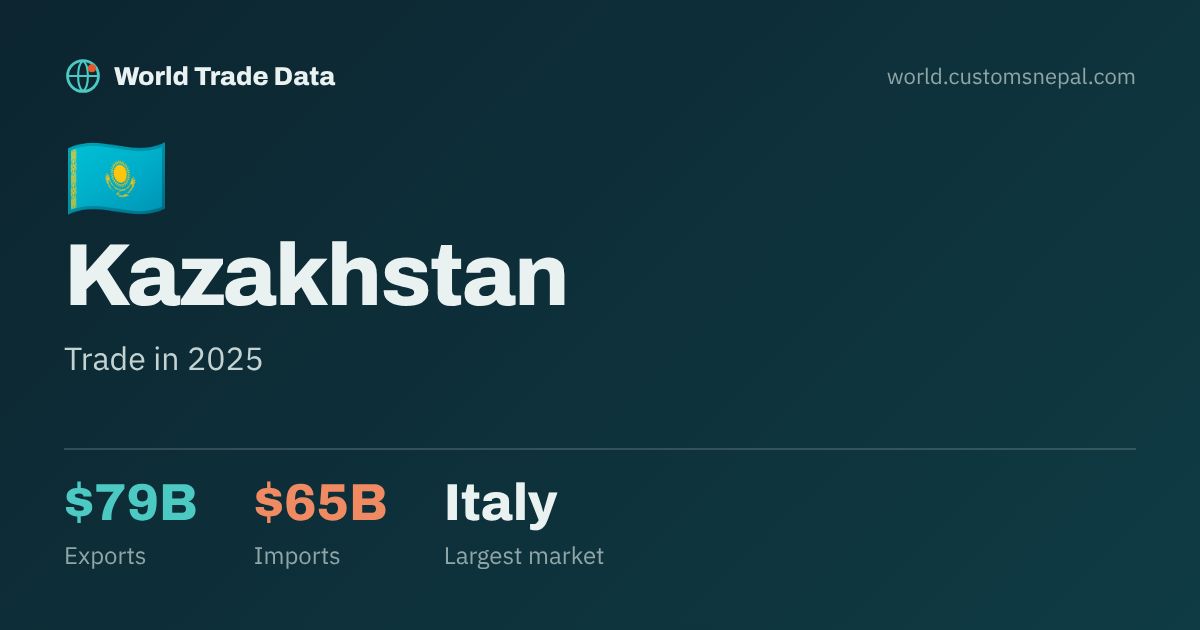 World Trade Data
world.customsnepal.com
Kazakhstan
Trade in 2025
$79B $65B Italy
Exports Imports Largest market